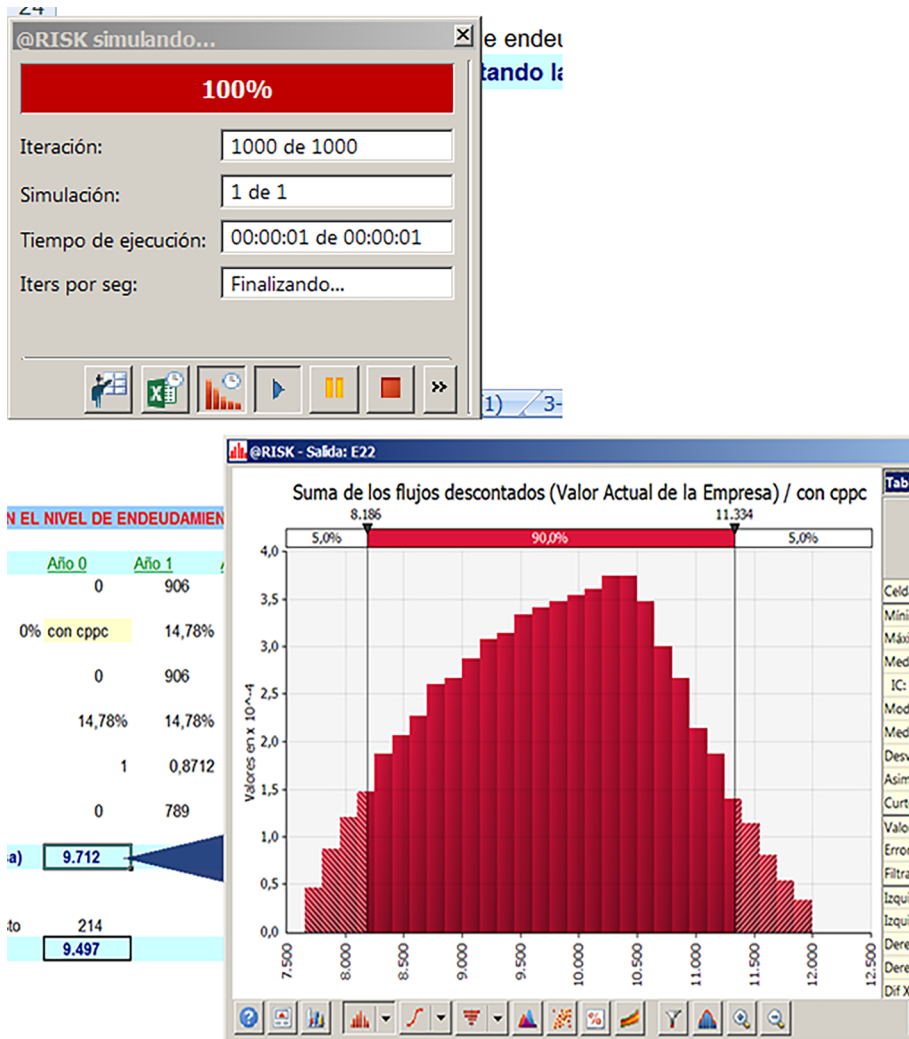 24
@RISK simulando...
e endeu
100%
tando la
Iteración: 1000 de 1000
Simulación: 1 de 1
Tiempo de ejecución: 00:00:01 de 00:00:01
Iters por seg: Finalizando...
(1) 3-
@RISK - Salida: E22
Suma de los flujos descontados (Valor Actual de la Empresa) / con cppc
Tab
8.186 11.334
5,0% 90,0% 5,0%
N EL NIVEL DE ENDEUDAMIEN
Año 0 Año 1
0 906
0% con cppc 14,78%
0 906
14,78% 14,78%
1 0,8712
0 789
sa) 9.712
sto 214
9.497
4,0
3,5
3,0
2,5
2,0
1,5
1,0
0,5
0,0
Valores en x 10^-4
7.500 8.000 8.500 9.000 9.500 10.000 10.500 11.000 11.500 12.000 12.500
Celd
Míni
Máxi
Med
IC:
Mod
Med
Desv
Asim
Curt
Valo
Error
Filtra
Izqui
Izqui
Dere
Dere
Dif X